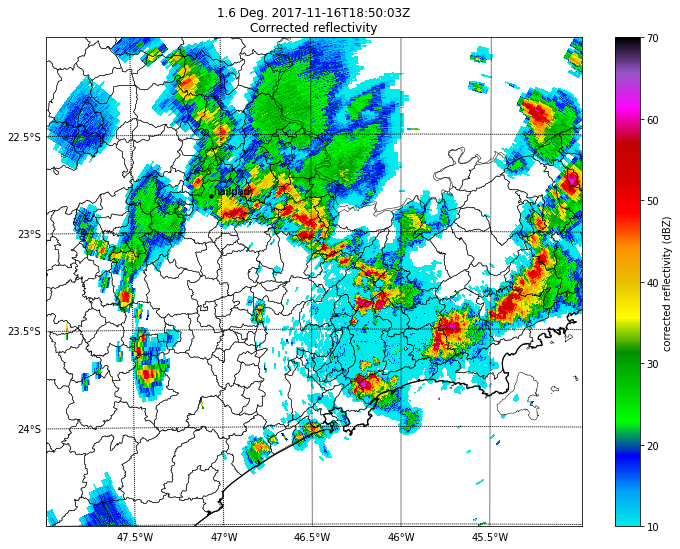 1.6 Deg. 2017-11-16T18:50:03Z
Corrected reflectivity
70
60
50
40
30
20
10
corrected reflectivity (dBZ)
22.5°S
23°S
23.5°S
24°S
47.5°W
47°W
46.5°W
46°W
45.5°W